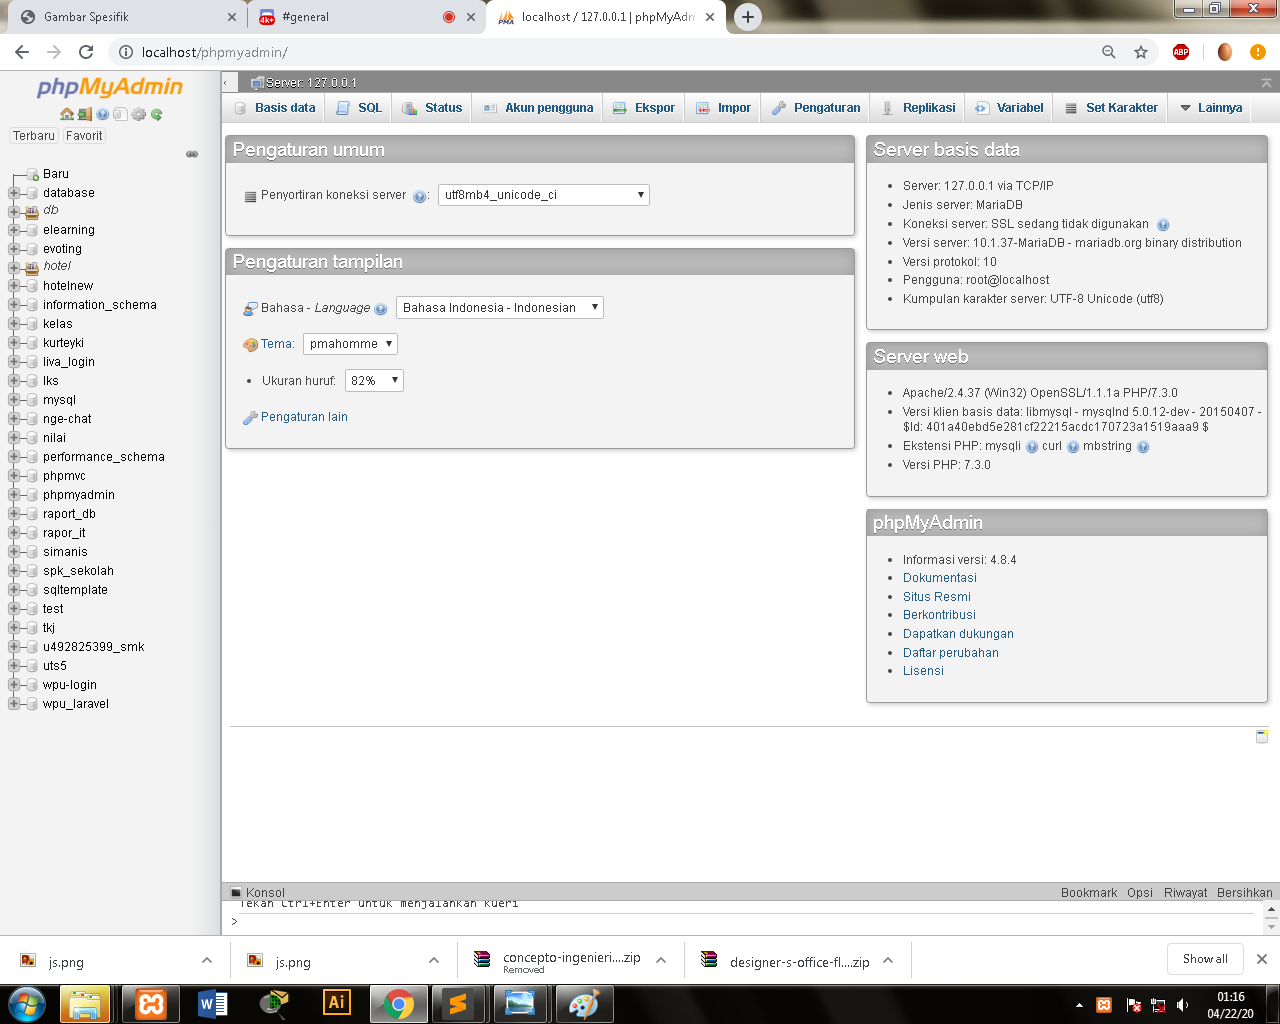 Gambar Spesifik
4k+
#general
PMA
localhost / 127.0.0.1 | phpMyAdm
localhost/phpmyadmin/
ABP
phpMyAdmin
Terbaru Favorit
Baru
database
db
elearning
evoting
hotel
hotelnew
information_schema
kelas
kurteyki
liva_login
lks
mysql
nge-chat
nilai
performance_schema
phpmvc
phpmyadmin
raport_db
rapor_it
simanis
spk_sekolah
sqltemplate
test
tkj
u492825399_smk
uts5
wpu-login
wpu_laravel
Server: 127.0.0.1
Basis data SQL Status Akun pengguna Ekspor Impor Pengaturan Replikasi Variabel Set Karakter Lainnya
Pengaturan umum
Penyortiran koneksi server : utf8mb4_unicode_ci
Pengaturan tampilan
Bahasa - Language Bahasa Indonesia - Indonesian
Tema: pmahomme
Ukuran huruf: 82%
Pengaturan lain
Server basis data
Server: 127.0.0.1 via TCP/IP
Jenis server: MariaDB
Koneksi server: SSL sedang tidak digunakan
Versi server: 10.1.37-MariaDB - mariadb.org binary distribution
Versi protokol: 10
Pengguna: root@localhost
Kumpulan karakter server: UTF-8 Unicode (utf8)
Server web
Apache/2.4.37 (Win32) OpenSSL/1.1.1a PHP/7.3.0
Versi klien basis data: libmysql - mysqlnd 5.0.12-dev - 20150407 -
$Id: 401a40ebd5e281cf22215acdc170723a1519aaa9 $
Ekstensi PHP: mysqli curl mbstring
Versi PHP: 7.3.0
phpMyAdmin
Informasi versi: 4.8.4
Dokumentasi
Situs Resmi
Berkontribusi
Dapatkan dukungan
Daftar perubahan
Lisensi
Konsol
Bookmark Opsi Riwayat Bersihkan
Tekan Ctrl+Enter untuk menjalankan kueri
>
js.png
js.png
concepto-ingenieri....zip
Removed
designer-s-office-fl....zip
Show all
W
Ai
01:16
04/22/20